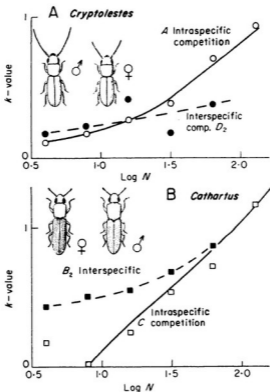 A Cryptolestes
1
A Intraspecific
competition
♂
♀
k-value
Interspecific
comp. D₂
0
0·5
1·0
1·5
2·0
Log N
B Cathartus
♀
♂
1
k-value
B₂ Interspecific
Intraspecific
competition
C
0
0·5
1·0
1·5
2·0
Log N